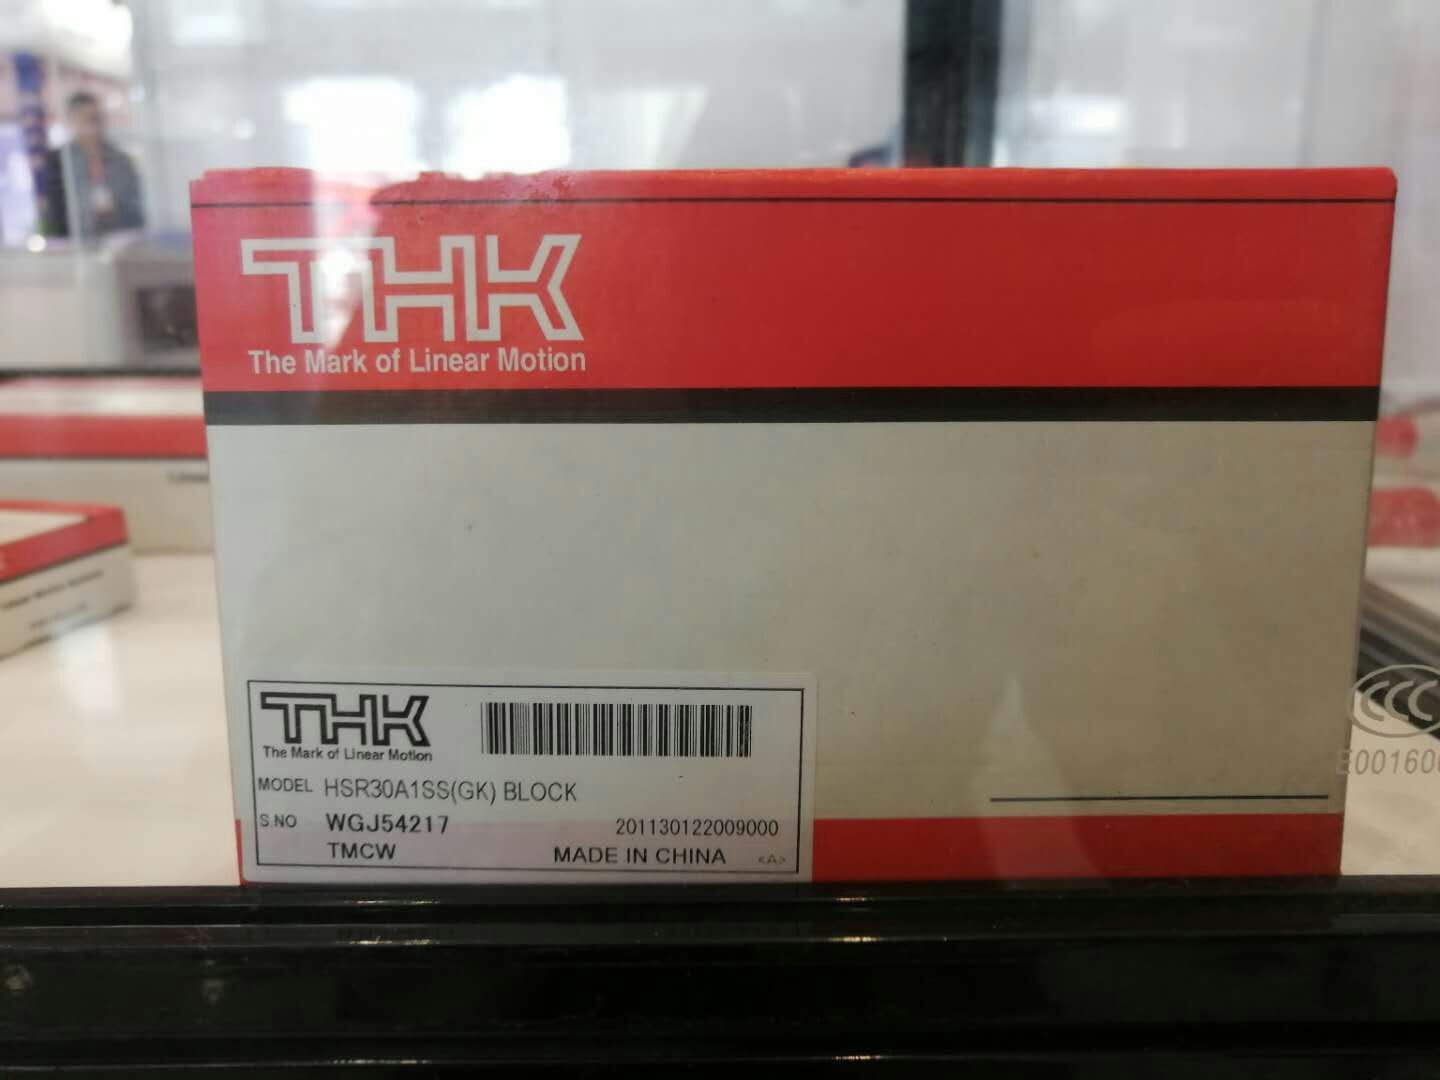 THK
The Mark of Linear Motion
THK
The Mark of Linear Motion
MODEL HSR30A1SS(GK) BLOCK
S.NO WGJ54217 201130122009000
TMCW MADE IN CHINA <A>
CCC